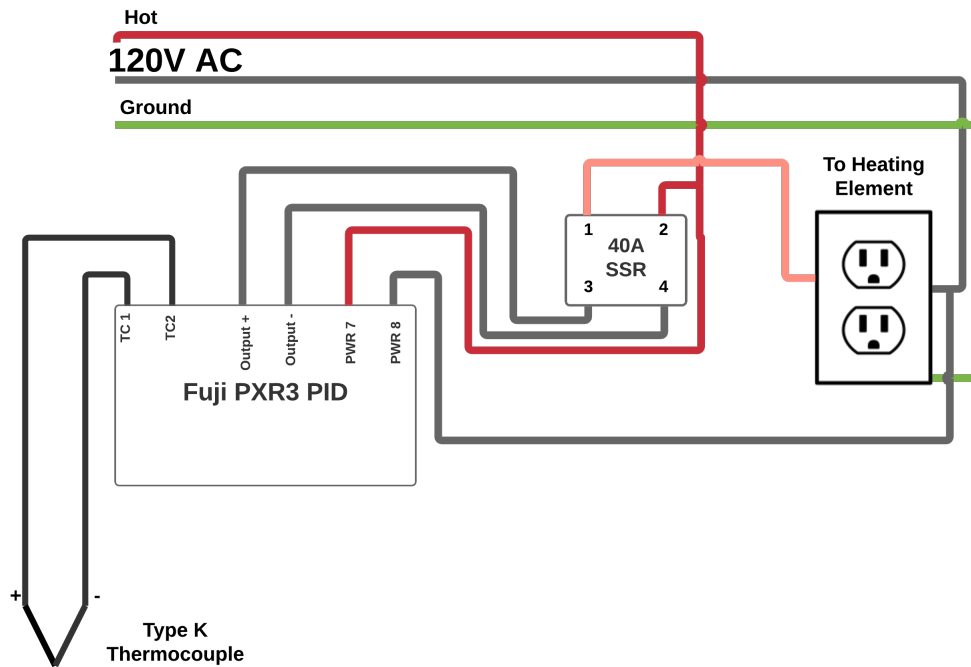 Hot
120V AC
Ground
To Heating
Element
1
2
40A
SSR
3
4
TC 1
TC2
Output +
Output -
PWR 7
PWR 8
Fuji PXR3 PID
+
-
Type K
Thermocouple